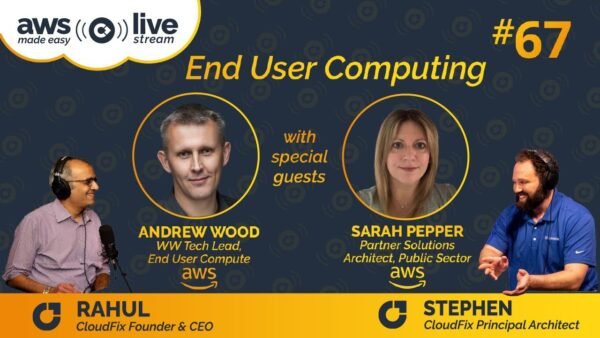 aws live
made easy stream
#67
End User Computing
with
special
guests
ANDREW WOOD
WW Tech Lead,
End User Compute
aws
SARAH PEPPER
Partner Solutions
Architect, Public Sector
aws
RAHUL
CloudFix Founder & CEO
STEPHEN
CloudFix Principal Architect